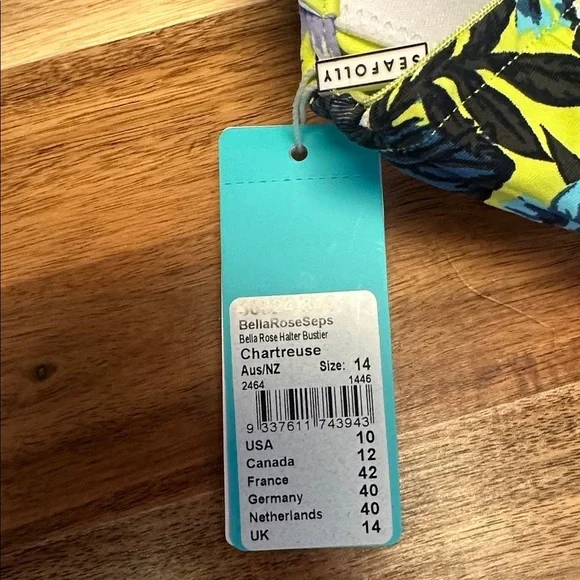 SEAFOLLY
BellaRoseSeps
Bella Rose Halter Bustier
Chartreuse
Aus/NZ Size: 14
2464 1446
9 337611 743943
USA 10
Canada 12
France 42
Germany 40
Netherlands 40
UK 14